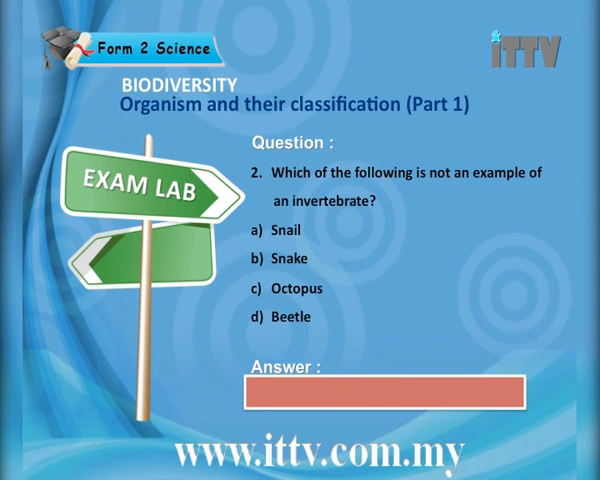 Form 2 Science
iTTV
BIODIVERSITY
Organism and their classification (Part 1)
EXAM LAB
Question :
2. Which of the following is not an example of
an invertebrate?
a) Snail
b) Snake
c) Octopus
d) Beetle
Answer :
www.ittv.com.my